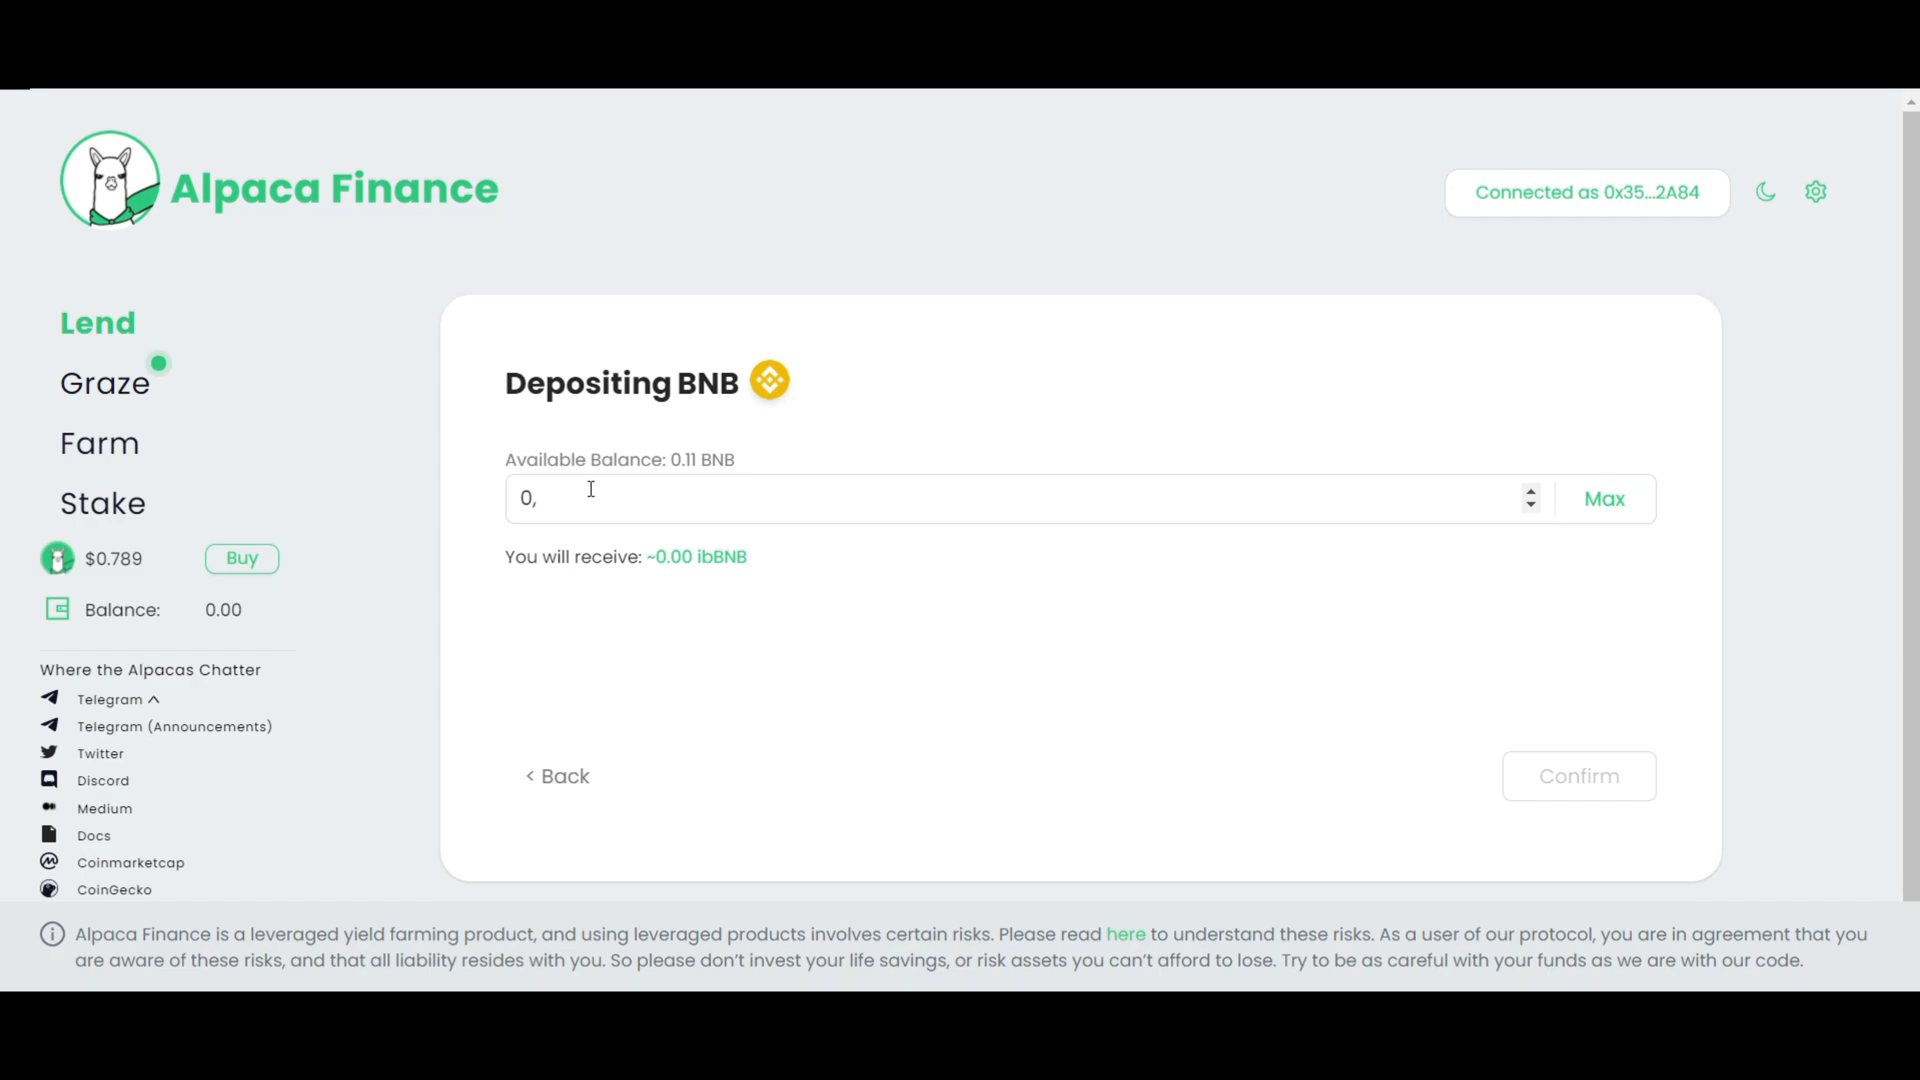 Alpaca Finance
Connected as 0x35...2A84
Lend
Graze
Farm
Stake
$0.789
Buy
Balance: 0.00
Where the Alpacas Chatter
Telegram
Telegram (Announcements)
Twitter
Discord
Medium
Docs
Coinmarketcap
CoinGecko
Depositing BNB
Available Balance: 0.11 BNB
0,
Max
You will receive: ~0.00 ibBNB
< Back
Confirm
Alpaca Finance is a leveraged yield farming product, and using leveraged products involves certain risks. Please read here to understand these risks. As a user of our protocol, you are in agreement that you
are aware of these risks, and that all liability resides with you. So please don’t invest your life savings, or risk assets you can’t afford to lose. Try to be as careful with your funds as we are with our code.